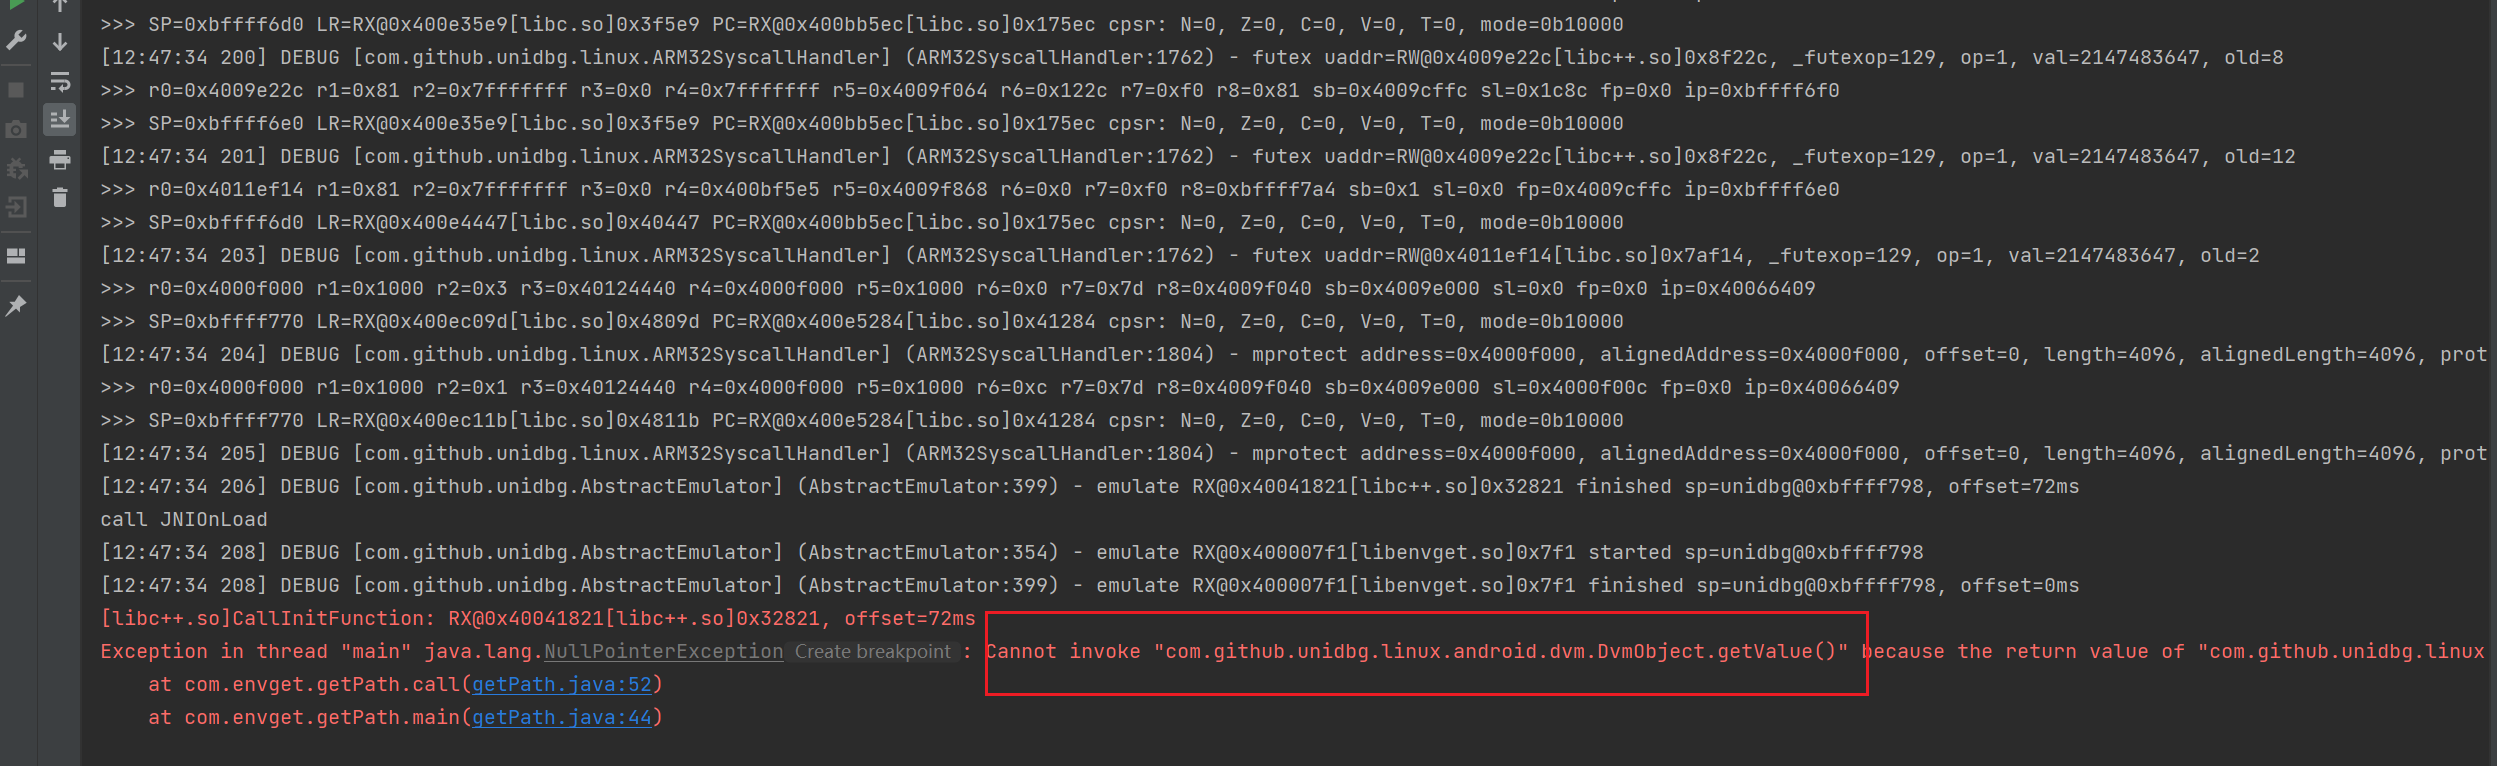 >>> SP=0xbffff6d0 LR=RX@0x400e35e9[libc.so]0x3f5e9 PC=RX@0x400bb5ec[libc.so]0x175ec cpsr: N=0, Z=0, C=0, V=0, T=0, mode=0b10000
[12:47:34 200] DEBUG [com.github.unidbg.linux.ARM32SyscallHandler] (ARM32SyscallHandler:1762) - futex uaddr=RW@0x4009e22c[libc++.so]0x8f22c, _futexop=129, op=1, val=2147483647, old=8
>>> r0=0x4009e22c r1=0x81 r2=0x7fffffff r3=0x0 r4=0x7fffffff r5=0x4009f064 r6=0x122c r7=0xf0 r8=0x81 sb=0x4009cffc sl=0x1c8c fp=0x0 ip=0xbffff6f0
>>> SP=0xbffff6e0 LR=RX@0x400e35e9[libc.so]0x3f5e9 PC=RX@0x400bb5ec[libc.so]0x175ec cpsr: N=0, Z=0, C=0, V=0, T=0, mode=0b10000
[12:47:34 201] DEBUG [com.github.unidbg.linux.ARM32SyscallHandler] (ARM32SyscallHandler:1762) - futex uaddr=RW@0x4009e22c[libc++.so]0x8f22c, _futexop=129, op=1, val=2147483647, old=12
>>> r0=0x4011ef14 r1=0x81 r2=0x7fffffff r3=0x0 r4=0x400bf5e5 r5=0x4009f868 r6=0x0 r7=0xf0 r8=0xbffff7a4 sb=0x1 sl=0x0 fp=0x4009cffc ip=0xbffff6e0
>>> SP=0xbffff6d0 LR=RX@0x400e4447[libc.so]0x40447 PC=RX@0x400bb5ec[libc.so]0x175ec cpsr: N=0, Z=0, C=0, V=0, T=0, mode=0b10000
[12:47:34 203] DEBUG [com.github.unidbg.linux.ARM32SyscallHandler] (ARM32SyscallHandler:1762) - futex uaddr=RW@0x4011ef14[libc.so]0x7af14, _futexop=129, op=1, val=2147483647, old=2
>>> r0=0x4000f000 r1=0x1000 r2=0x3 r3=0x40124440 r4=0x4000f000 r5=0x1000 r6=0x0 r7=0x7d r8=0x4009f040 sb=0x4009e000 sl=0x0 fp=0x0 ip=0x40066409
>>> SP=0xbffff770 LR=RX@0x400ec09d[libc.so]0x4809d PC=RX@0x400e5284[libc.so]0x41284 cpsr: N=0, Z=0, C=0, V=0, T=0, mode=0b10000
[12:47:34 204] DEBUG [com.github.unidbg.linux.ARM32SyscallHandler] (ARM32SyscallHandler:1804) - mprotect address=0x4000f000, alignedAddress=0x4000f000, offset=0, length=4096, alignedLength=4096, prot
>>> r0=0x4000f000 r1=0x1000 r2=0x1 r3=0x40124440 r4=0x4000f000 r5=0x1000 r6=0xc r7=0x7d r8=0x4009f040 sb=0x4009e000 sl=0x4000f00c fp=0x0 ip=0x40066409
>>> SP=0xbffff770 LR=RX@0x400ec11b[libc.so]0x4811b PC=RX@0x400e5284[libc.so]0x41284 cpsr: N=0, Z=0, C=0, V=0, T=0, mode=0b10000
[12:47:34 205] DEBUG [com.github.unidbg.linux.ARM32SyscallHandler] (ARM32SyscallHandler:1804) - mprotect address=0x4000f000, alignedAddress=0x4000f000, offset=0, length=4096, alignedLength=4096, prot
[12:47:34 206] DEBUG [com.github.unidbg.AbstractEmulator] (AbstractEmulator:399) - emulate RX@0x40041821[libc++.so]0x32821 finished sp=unidbg@0xbffff798, offset=72ms
call JNIOnLoad
[12:47:34 208] DEBUG [com.github.unidbg.AbstractEmulator] (AbstractEmulator:354) - emulate RX@0x400007f1[libenvget.so]0x7f1 started sp=unidbg@0xbffff798
[12:47:34 208] DEBUG [com.github.unidbg.AbstractEmulator] (AbstractEmulator:399) - emulate RX@0x400007f1[libenvget.so]0x7f1 finished sp=unidbg@0xbffff798, offset=0ms
[libc++.so]CallInitFunction: RX@0x40041821[libc++.so]0x32821, offset=72ms
Exception in thread "main" java.lang.NullPointerException Create breakpoint : Cannot invoke "com.github.unidbg.linux.android.dvm.DvmObject.getValue()" because the return value of "com.github.unidbg.linux
at com.envget.getPath.call(getPath.java:52)
at com.envget.getPath.main(getPath.java:44)